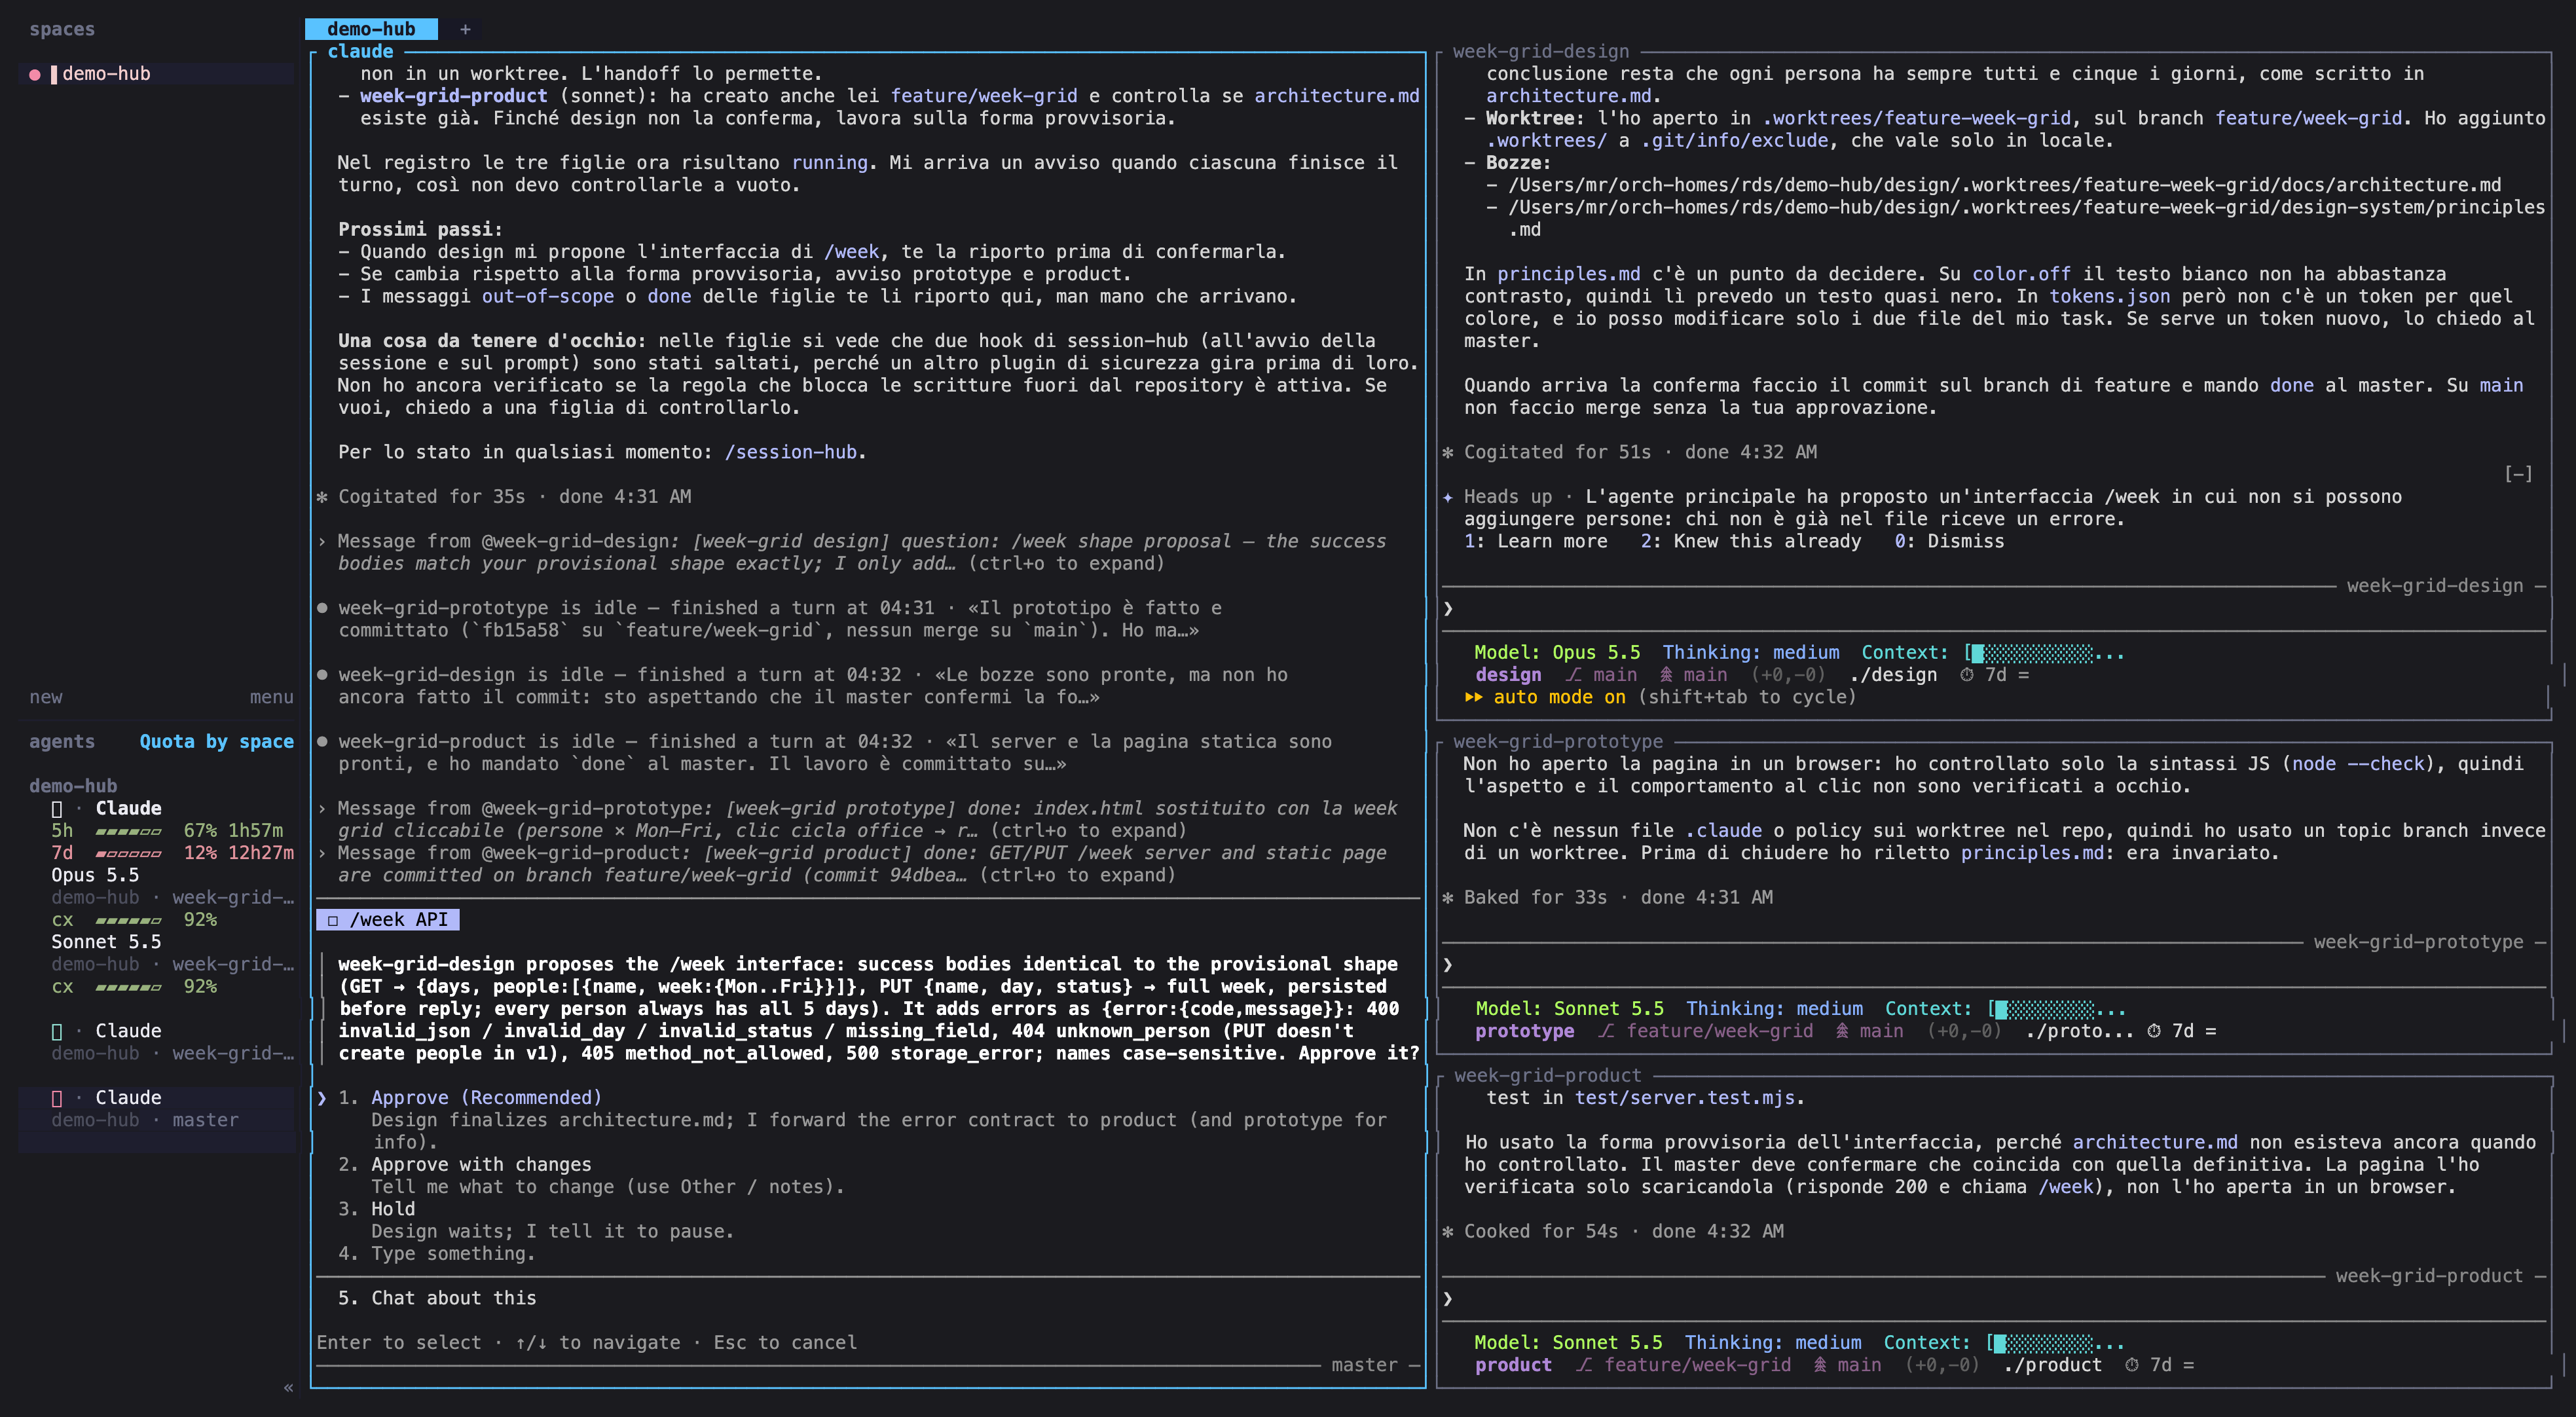 spaces
demo-hub
new menu
agents Quota by space
demo-hub
· Claude
5h 67% 1h57m
7d 12% 12h27m
Opus 5.5
demo-hub · week-grid-…
cx 92%
Sonnet 5.5
demo-hub · week-grid-…
cx 92%
· Claude
demo-hub · week-grid-…
· Claude
demo-hub · master
«
demo-hub +
claude
non in un worktree. L'handoff lo permette.
– week-grid-product (sonnet): ha creato anche lei feature/week-grid e controlla se architecture.md
esiste già. Finché design non la conferma, lavora sulla forma provvisoria.
Nel registro le tre figlie ora risultano running. Mi arriva un avviso quando ciascuna finisce il
turno, così non devo controllarle a vuoto.
Prossimi passi:
– Quando design mi propone l'interfaccia di /week, te la riporto prima di confermarla.
– Se cambia rispetto alla forma provvisoria, avviso prototype e product.
– I messaggi out-of-scope o done delle figlie te li riporto qui, man mano che arrivano.
Una cosa da tenere d'occhio: nelle figlie si vede che due hook di session-hub (all'avvio della
sessione e sul prompt) sono stati saltati, perché un altro plugin di sicurezza gira prima di loro.
Non ho ancora verificato se la regola che blocca le scritture fuori dal repository è attiva. Se
vuoi, chiedo a una figlia di controllarlo.
Per lo stato in qualsiasi momento: /session-hub.
✻ Cogitated for 35s · done 4:31 AM
› Message from @week-grid-design: [week-grid design] question: /week shape proposal — the success
bodies match your provisional shape exactly; I only add… (ctrl+o to expand)
● week-grid-prototype is idle — finished a turn at 04:31 · «Il prototipo è fatto e
committato (`fb15a58` su `feature/week-grid`, nessun merge su `main`). Ho ma…»
● week-grid-design is idle — finished a turn at 04:32 · «Le bozze sono pronte, ma non ho
ancora fatto il commit: sto aspettando che il master confermi la fo…»
● week-grid-product is idle — finished a turn at 04:32 · «Il server e la pagina statica sono
pronti, e ho mandato `done` al master. Il lavoro è committato su…»
› Message from @week-grid-prototype: [week-grid prototype] done: index.html sostituito con la week
grid cliccabile (persone × Mon–Fri, clic cicla office → r… (ctrl+o to expand)
› Message from @week-grid-product: [week-grid product] done: GET/PUT /week server and static page
are committed on branch feature/week-grid (commit 94dbea… (ctrl+o to expand)
☐ /week API
week-grid-design proposes the /week interface: success bodies identical to the provisional shape
(GET → {days, people:[{name, week:{Mon..Fri}}]}, PUT {name, day, status} → full week, persisted
before reply; every person always has all 5 days). It adds errors as {error:{code,message}}: 400
invalid_json / invalid_day / invalid_status / missing_field, 404 unknown_person (PUT doesn't
create people in v1), 405 method_not_allowed, 500 storage_error; names case-sensitive. Approve it?
❯ 1. Approve (Recommended)
Design finalizes architecture.md; I forward the error contract to product (and prototype for
info).
2. Approve with changes
Tell me what to change (use Other / notes).
3. Hold
Design waits; I tell it to pause.
4. Type something.
5. Chat about this
Enter to select · ↑/↓ to navigate · Esc to cancel
master
week-grid-design
conclusione resta che ogni persona ha sempre tutti e cinque i giorni, come scritto in
architecture.md.
– Worktree: l'ho aperto in .worktrees/feature-week-grid, sul branch feature/week-grid. Ho aggiunto
.worktrees/ a .git/info/exclude, che vale solo in locale.
– Bozze:
– /Users/mr/orch-homes/rds/demo-hub/design/.worktrees/feature-week-grid/docs/architecture.md
– /Users/mr/orch-homes/rds/demo-hub/design/.worktrees/feature-week-grid/design-system/principles
.md
In principles.md c'è un punto da decidere. Su color.off il testo bianco non ha abbastanza
contrasto, quindi lì prevedo un testo quasi nero. In tokens.json però non c'è un token per quel
colore, e io posso modificare solo i due file del mio task. Se serve un token nuovo, lo chiedo al
master.
Quando arriva la conferma faccio il commit sul branch di feature e mando done al master. Su main
non faccio merge senza la tua approvazione.
✻ Cogitated for 51s · done 4:32 AM
[–]
✦ Heads up · L'agente principale ha proposto un'interfaccia /week in cui non si possono
aggiungere persone: chi non è già nel file riceve un errore.
1: Learn more 2: Knew this already 0: Dismiss
week-grid-design
❯
Model: Opus 5.5 Thinking: medium Context: [...
design main main (+0,-0) ./design ⏱ 7d =
auto mode on (shift+tab to cycle)
week-grid-prototype
Non ho aperto la pagina in un browser: ho controllato solo la sintassi JS (node --check), quindi
l'aspetto e il comportamento al clic non sono verificati a occhio.
Non c'è nessun file .claude o policy sui worktree nel repo, quindi ho usato un topic branch invece
di un worktree. Prima di chiudere ho riletto principles.md: era invariato.
✻ Baked for 33s · done 4:31 AM
week-grid-prototype
❯
Model: Sonnet 5.5 Thinking: medium Context: [...
prototype feature/week-grid main (+0,-0) ./proto... ⏱ 7d =
week-grid-product
test in test/server.test.mjs.
Ho usato la forma provvisoria dell'interfaccia, perché architecture.md non esisteva ancora quando
ho controllato. Il master deve confermare che coincida con quella definitiva. La pagina l'ho
verificata solo scaricandola (risponde 200 e chiama /week), non l'ho aperta in un browser.
✻ Cooked for 54s · done 4:32 AM
week-grid-product
❯
Model: Sonnet 5.5 Thinking: medium Context: [...
product feature/week-grid main (+0,-0) ./product ⏱ 7d =